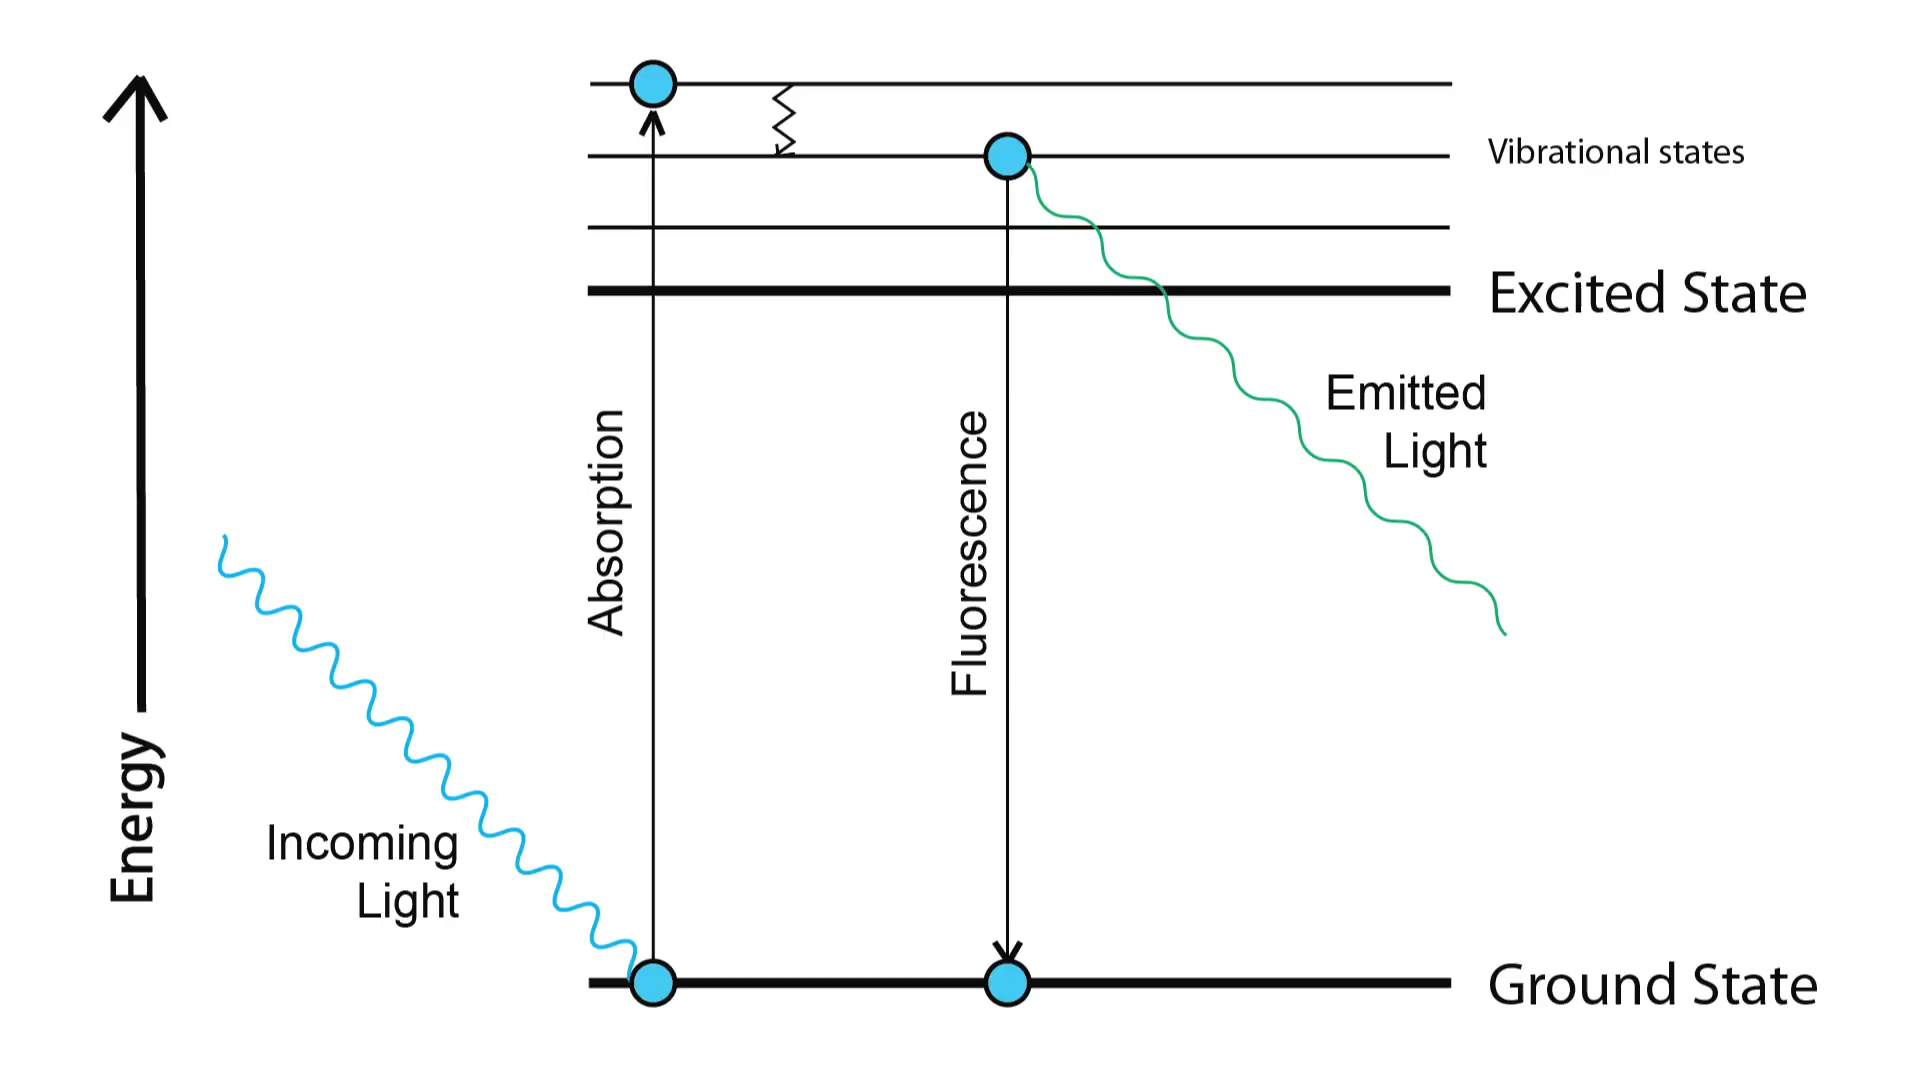 Vibrational states
Excited State
Emitted
Light
Absorption
Fluorescence
Energy
Incoming
Light
Ground State